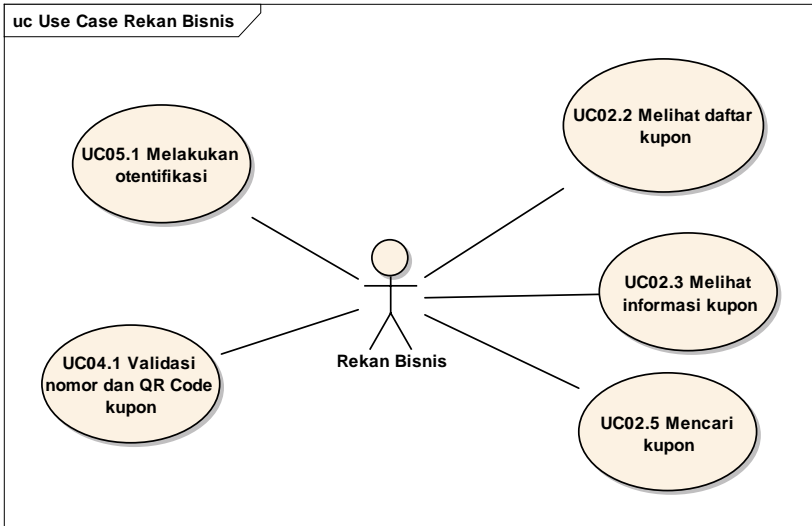 uc Use Case Rekan Bisnis
UC05.1 Melakukan
otentifikasi
UC02.2 Melihat daftar
kupon
UC02.3 Melihat
informasi kupon
UC04.1 Validasi
nomor dan QR Code
kupon
Rekan Bisnis
UC02.5 Mencari
kupon